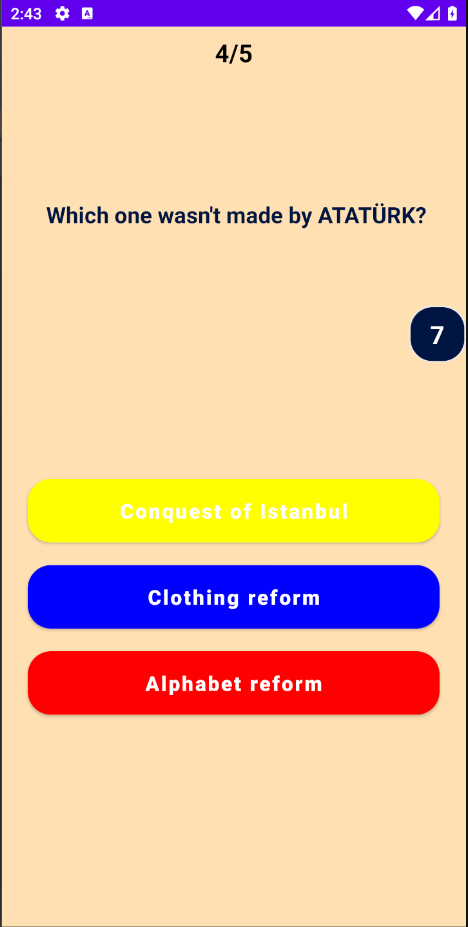 2:43
4/5
Which one wasn't made by ATATÜRK?
7
Conquest of Istanbul
Clothing reform
Alphabet reform